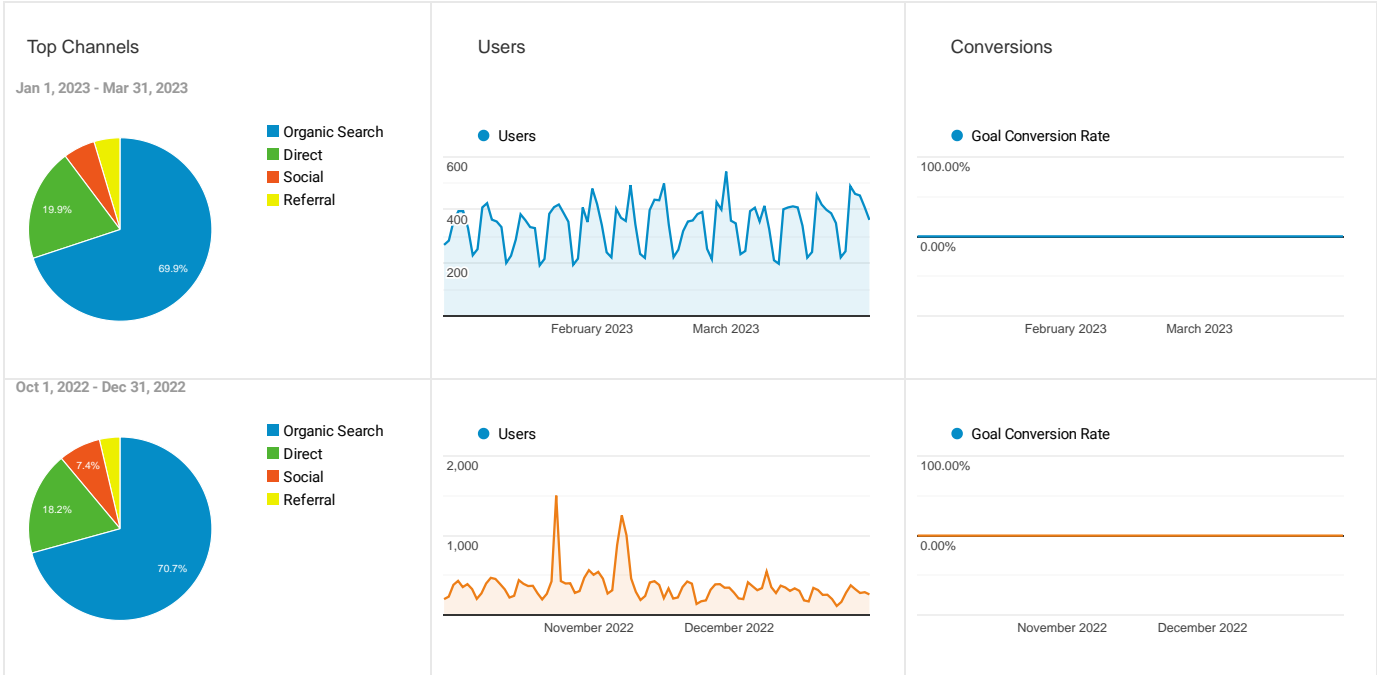 Top Channels
Users
Conversions
Jan 1, 2023 - Mar 31, 2023
Organic Search
Direct
Social
Referral
19.9%
69.9%
Users
600
400
200
February 2023
March 2023
Goal Conversion Rate
100.00%
0.00%
February 2023
March 2023
Oct 1, 2022 - Dec 31, 2022
Organic Search
Direct
Social
Referral
7.4%
18.2%
70.7%
Users
2,000
1,000
November 2022
December 2022
Goal Conversion Rate
100.00%
0.00%
November 2022
December 2022